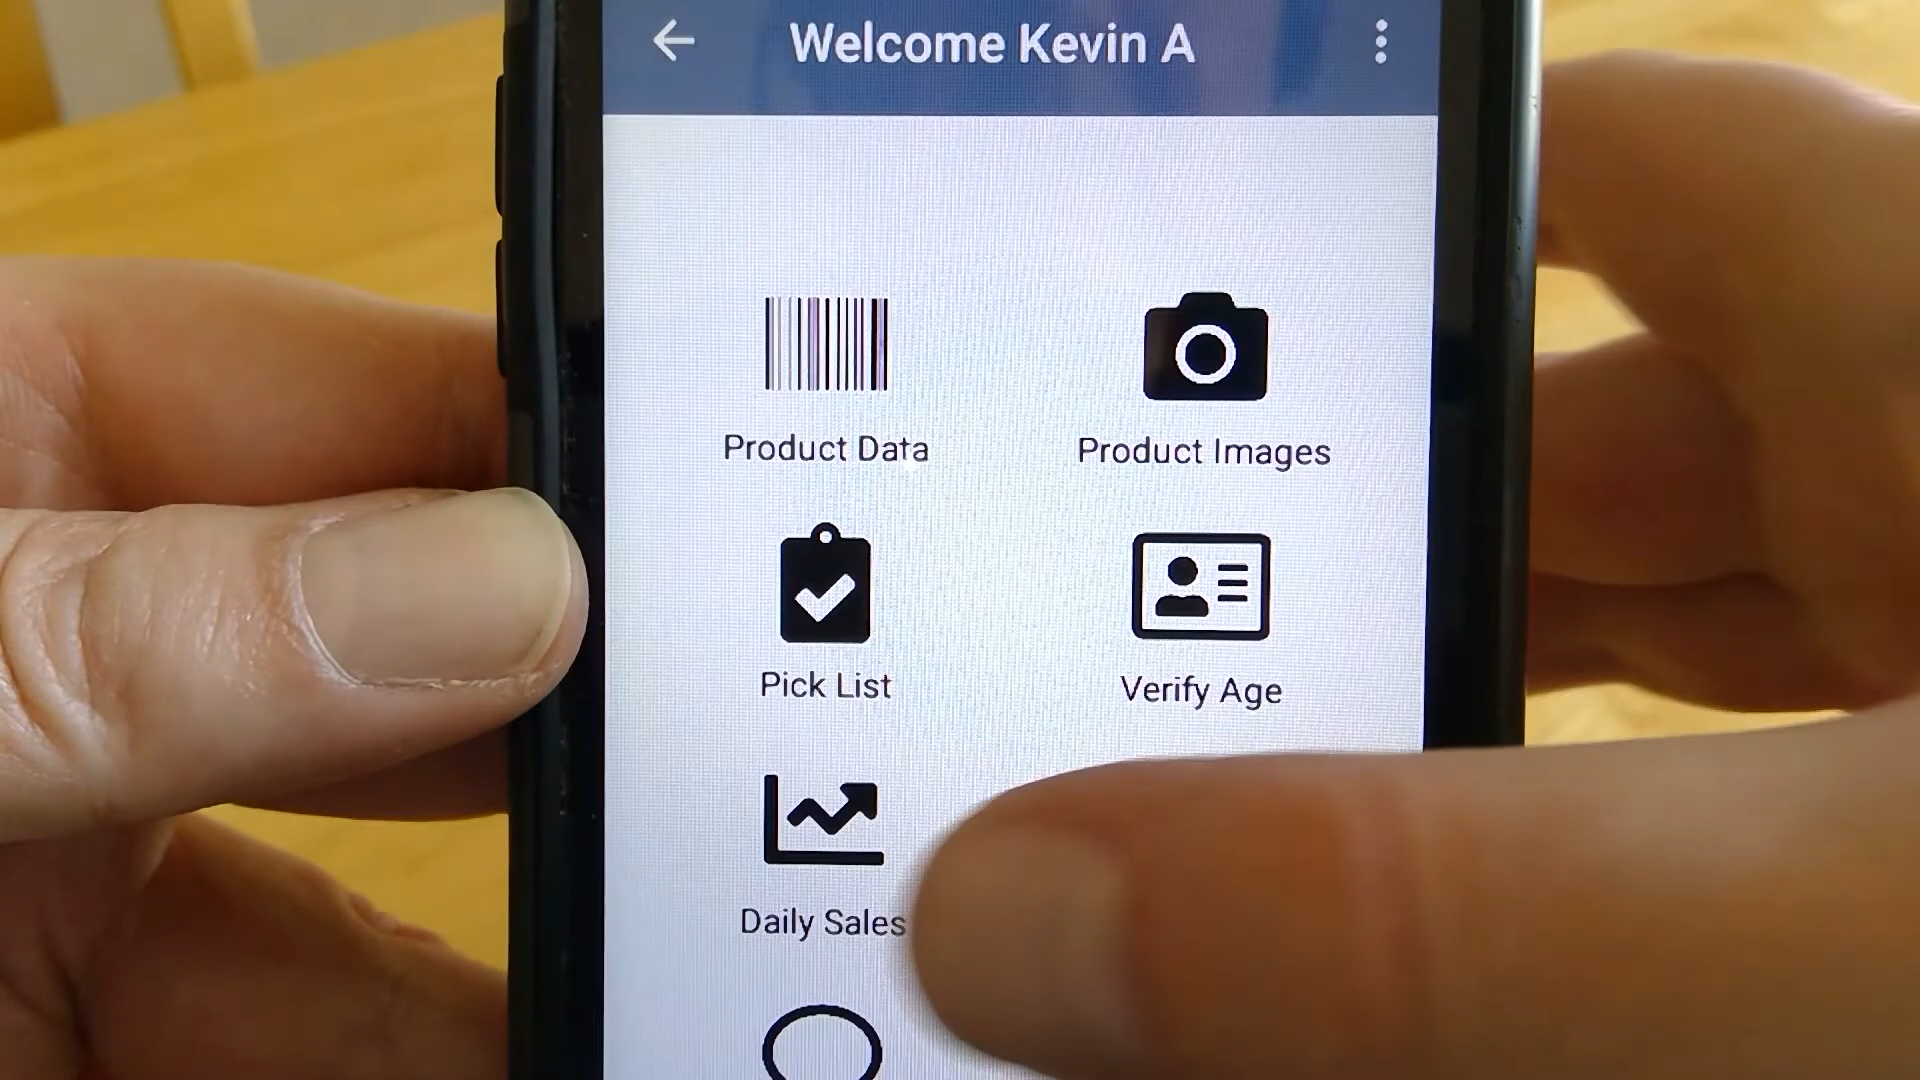 Welcome Kevin A
Product Data
Product Images
Pick List
Verify Age
Daily Sales